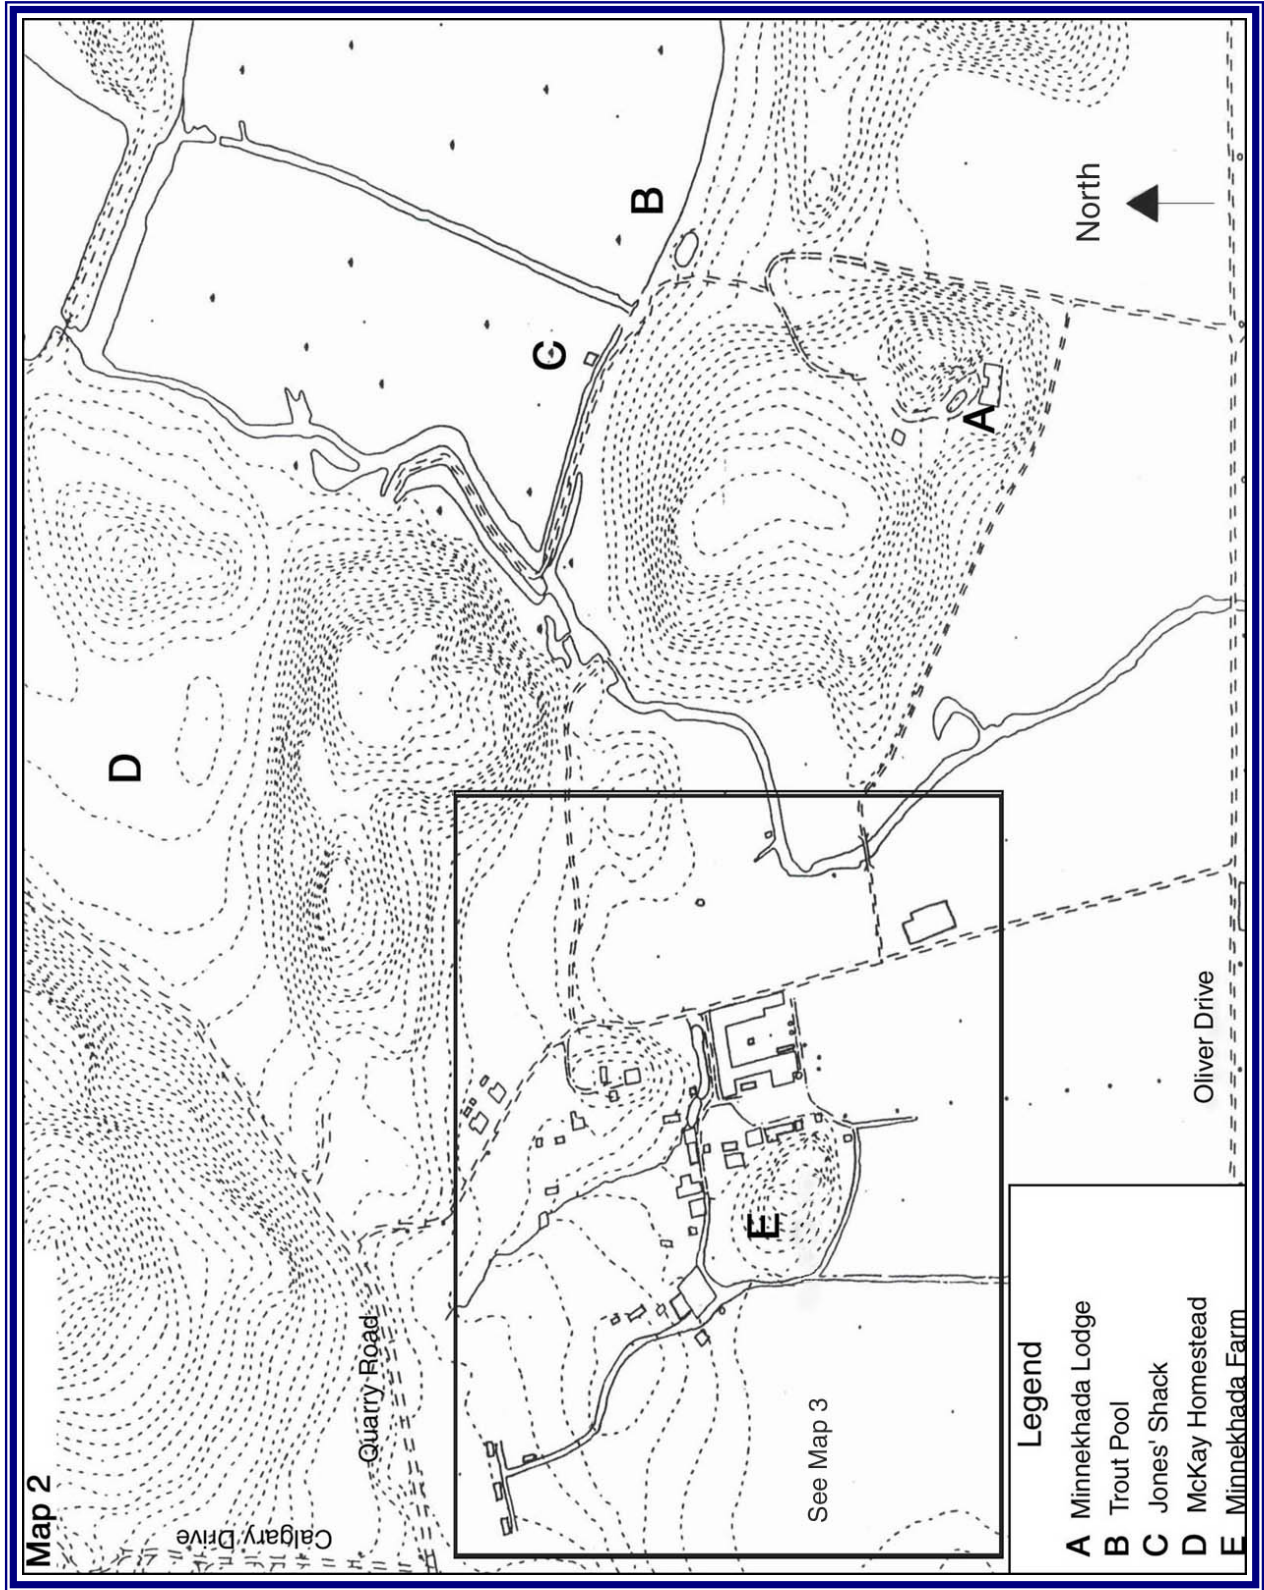 Map 2
D
C
B
North
A
Calgary Drive
Quarry Road
E
See Map 3
Oliver Drive
Legend
A Minnekhada Lodge
B Trout Pool
C Jones' Shack
D McKay Homestead
E Minnekhada Farm